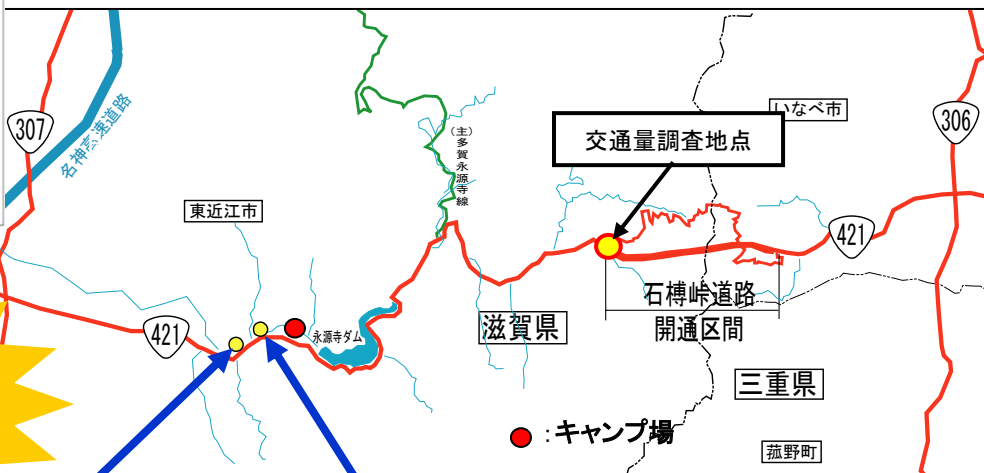 307
名神高速道路
東近江市
(主)多賀永源寺線
交通量調査地点
いなべ市
306
421
石榑峠道路
開通区間
滋賀県
421
永源寺ダム
三重県
:キャンプ場
菰野町